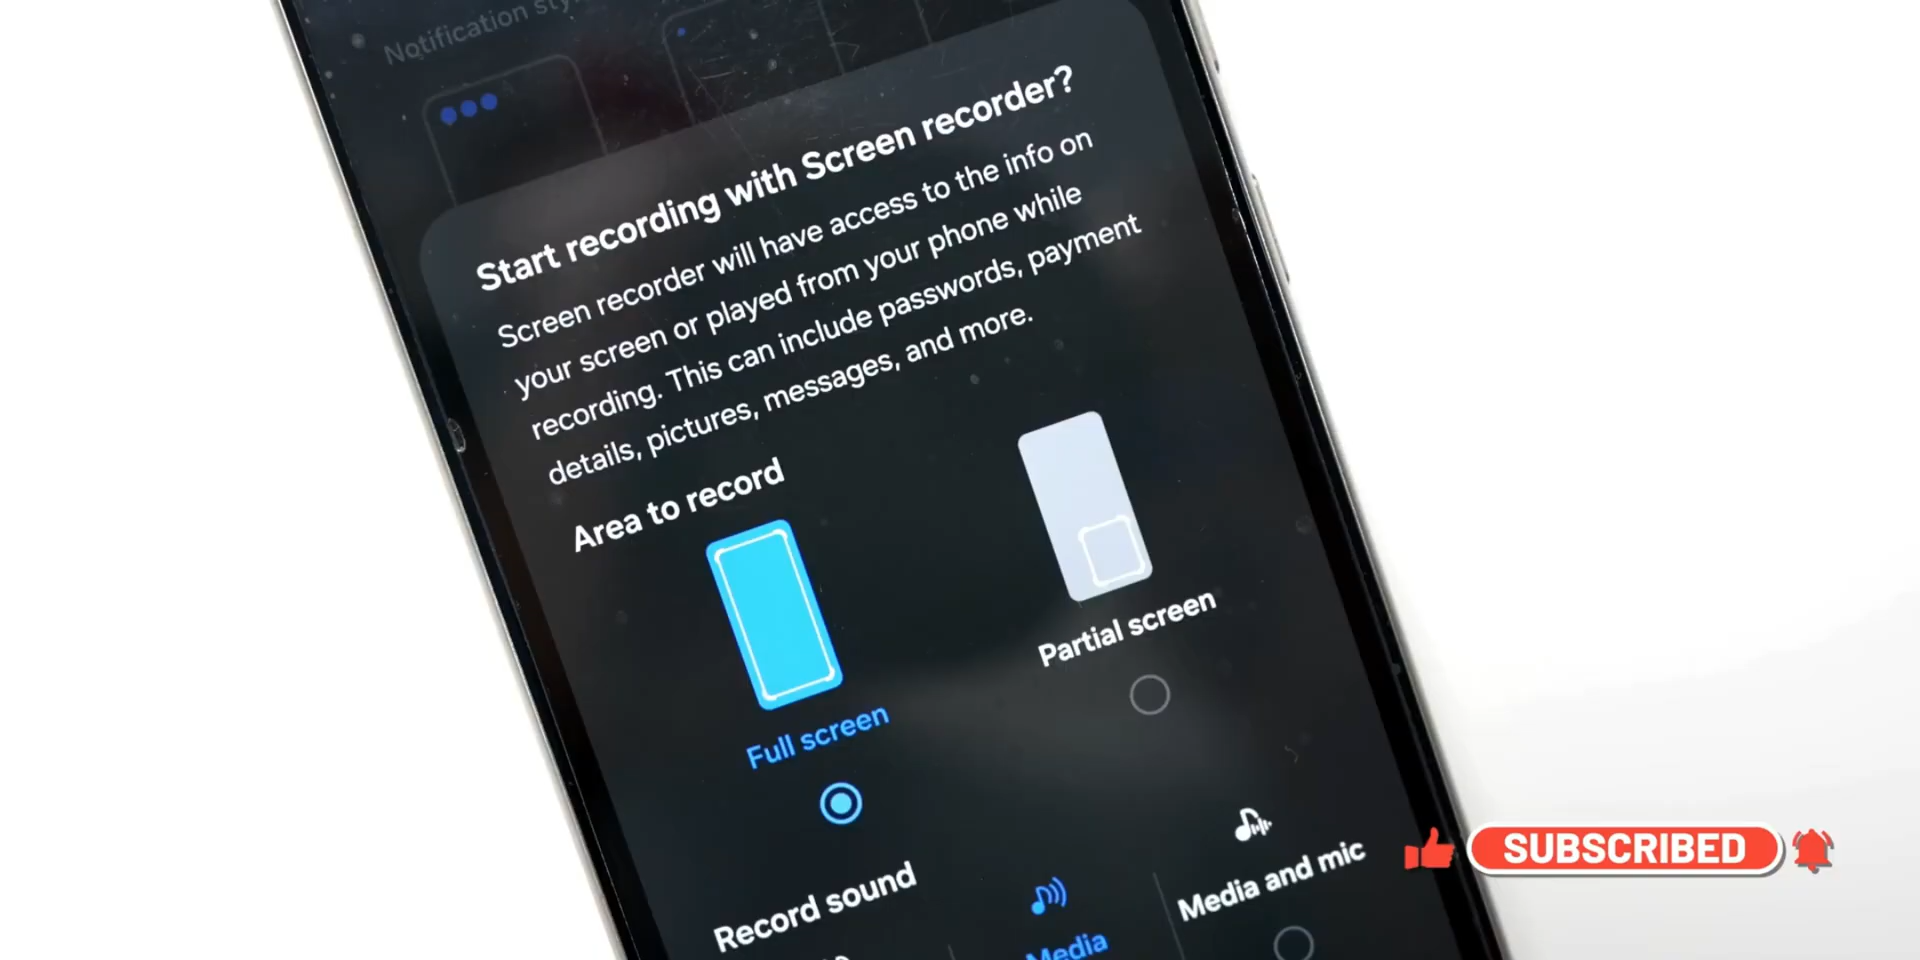 Notification
Start recording with Screen recorder?
Screen recorder will have access to the info on
your screen or played from your phone while
recording. This can include passwords, payment
details, pictures, messages, and more.
Area to record
Full screen
Partial screen
Record sound
Media
Media and mic
SUBSCRIBED